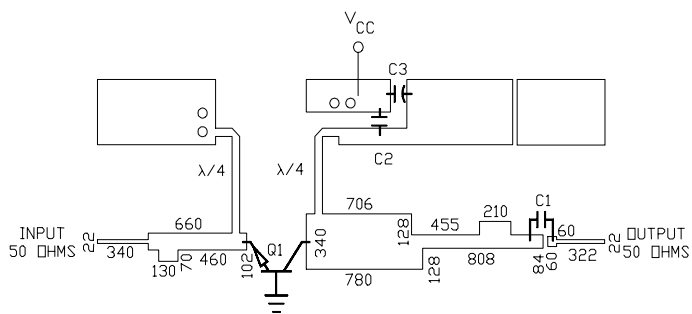 VCC
C3
C2
λ/4
λ/4
706
210
C1
660
455
60
INPUT
50 OHMS
22
340
Q1
340
128
OUTPUT
50 OHMS
22
130
70
460
102
780
128
808
84
60
322